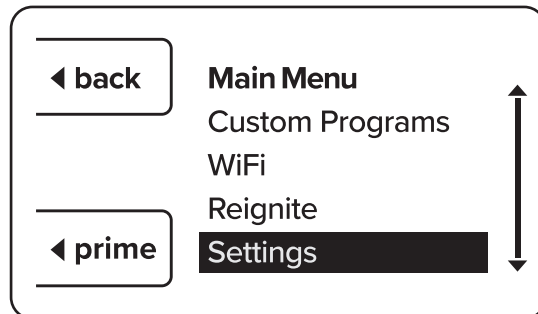 back
Main Menu
Custom Programs
WiFi
Reignite
prime
Settings